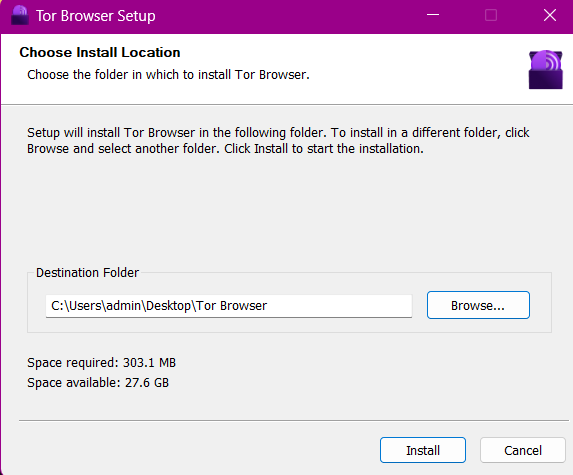 Tor Browser Setup
Choose Install Location
Choose the folder in which to install Tor Browser.
Setup will install Tor Browser in the following folder. To install in a different folder, click
Browse and select another folder. Click Install to start the installation.
Destination Folder
C:\Users\admin\Desktop\Tor Browser
Browse...
Space required: 303.1 MB
Space available: 27.6 GB
Install
Cancel